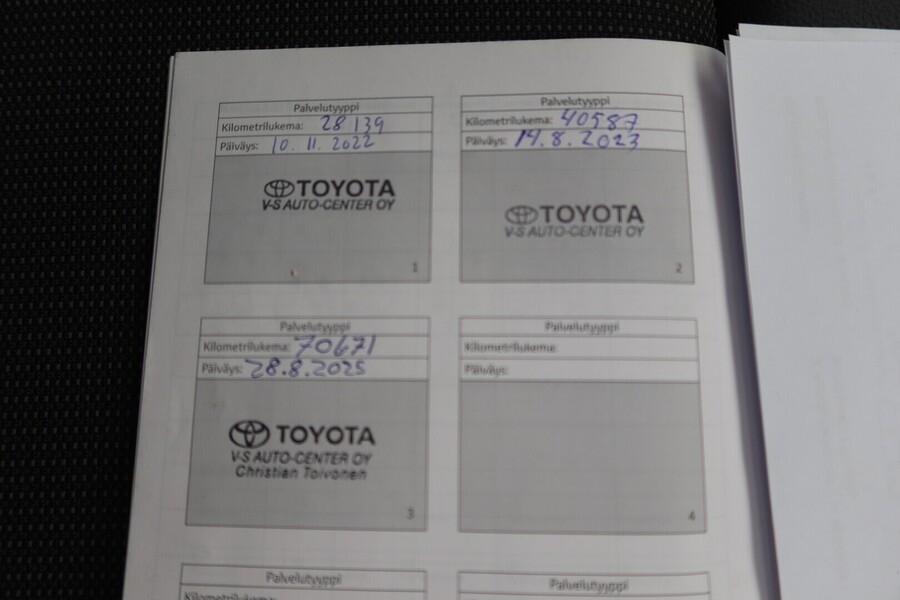 Palvelutyyppi
Kilometrilukema: 28 139
Päiväys: 10.11.2022
TOYOTA
V-S AUTO-CENTER OY
1
Palvelutyyppi
Kilometrilukema: 40587
Päiväys: 14.8.2023
TOYOTA
V-S AUTO-CENTER OY
2
Palvelutyyppi
Kilometrilukema: 70671
Päiväys: 28.8.2025
TOYOTA
V-S AUTO-CENTER OY
Christian Toivonen
3
Palvelutyyppi
Kilometrilukema:
Päiväys:
4
Palvelutyyppi
Kilometrilukema:
Palvelutyyppi